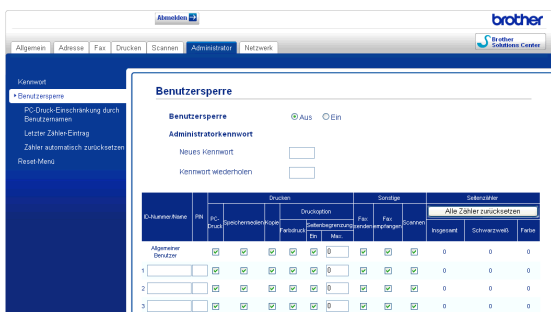 Abmelden
brother
Brother
Solutions Center
Allgemein Adresse Fax Drucken Scannen Administrator Netzwerk
Kennwort
Benutzersperre
PC-Druck-Einschränkung durch
Benutzernamen
Letzter Zähler-Eintrag
Zähler automatisch zurücksetzen
Reset-Menü
Benutzersperre
Benutzersperre Aus Ein
Administratorkennwort
Neues Kennwort
Kennwort wiederholen
Drucken Sonstige Seitenzähler
ID-Nummer/Name PIN PC-Druck Speichermedien Kopie Druckoption Fax senden Fax empfangen Scannen Alle Zähler zurücksetzen
Farbdruck Seitenbegrenzung Insgesamt Schwarzweiß Farbe
Ein Max.
Allgemeiner
Benutzer 0 0 0 0
1 0 0 0 0
2 0 0 0 0
3 0 0 0 0